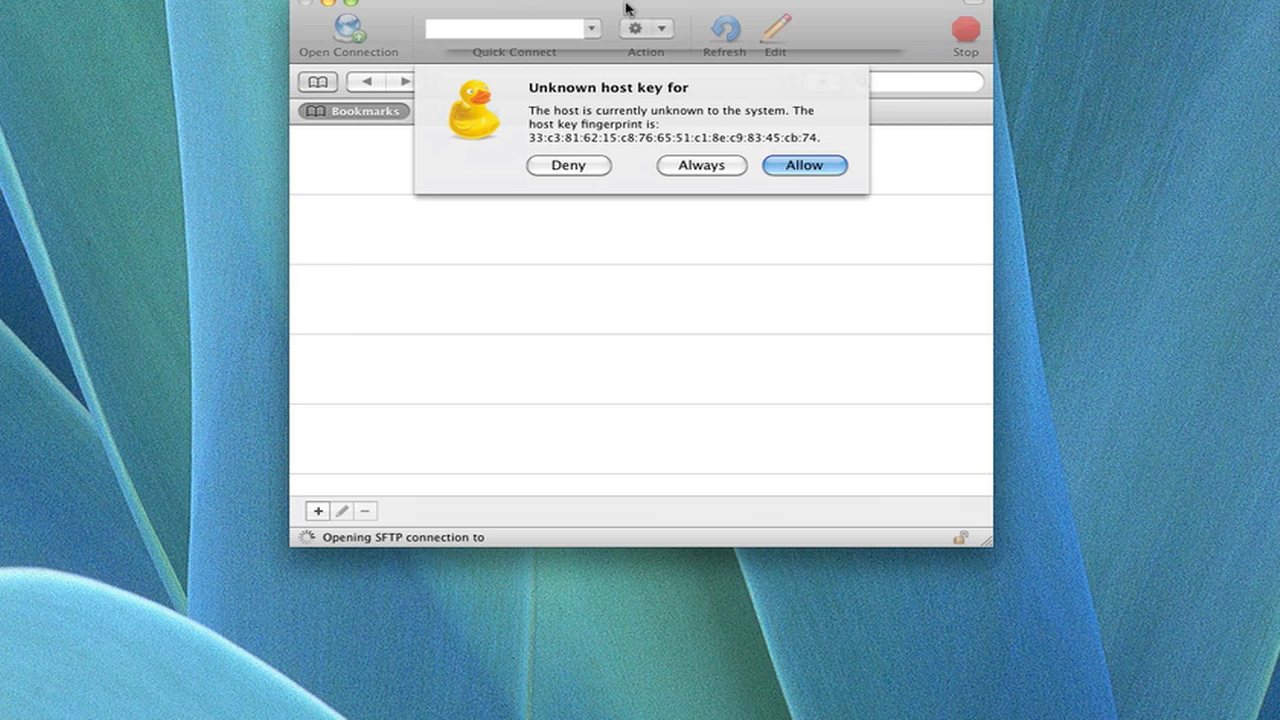 Open Connection
Quick Connect
Action
Refresh
Edit
Stop
Bookmarks
Unknown host key for
The host is currently unknown to the system. The
host key fingerprint is:
33:c3:81:62:15:c8:76:65:51:c1:8e:c9:83:45:cb:74.
Deny
Always
Allow
Opening SFTP connection to